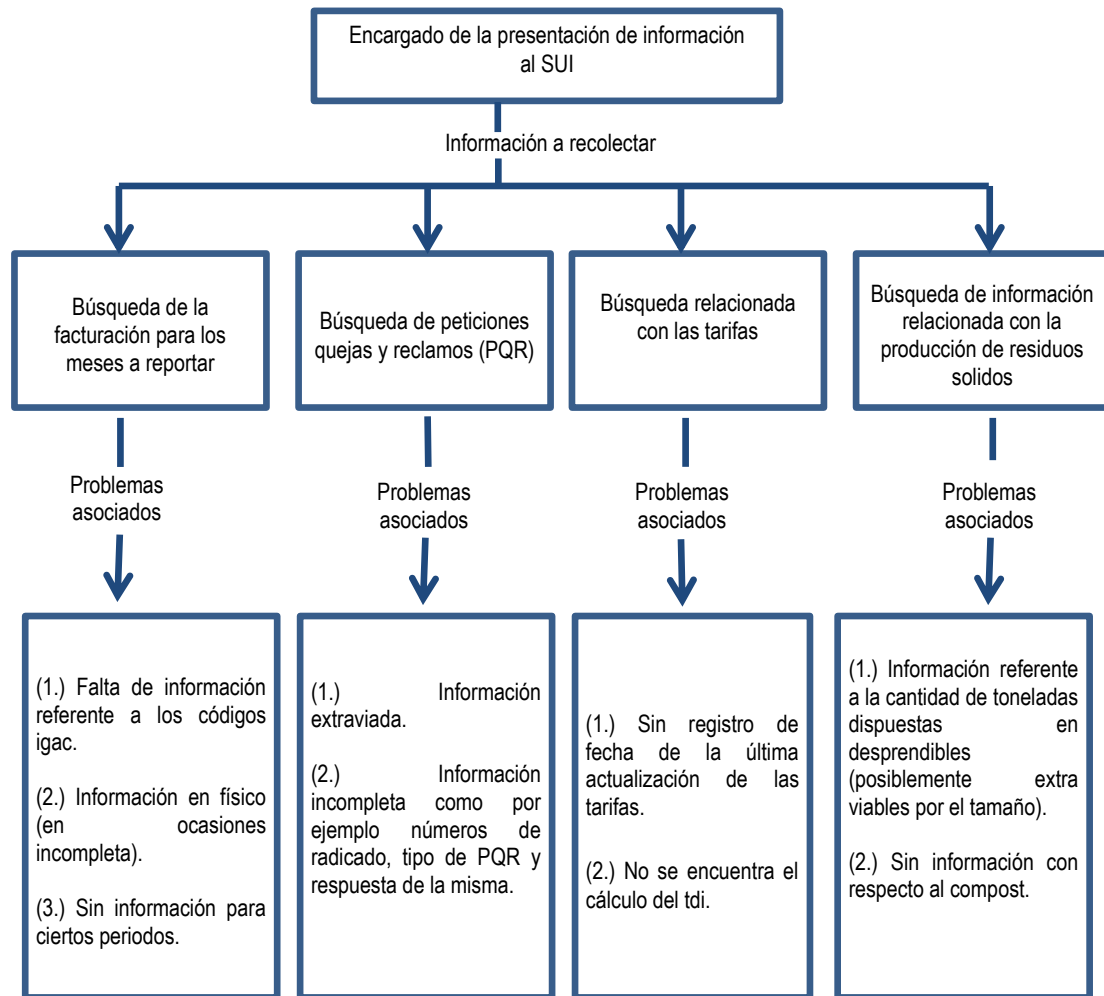 Encargado de la presentación de información
al SUI
Información a recolectar
Búsqueda de la
facturación para los
meses a reportar
Búsqueda de peticiones
quejas y reclamos (PQR)
Búsqueda relacionada
con las tarifas
Búsqueda de información
relacionada con la
producción de residuos
solidos
Problemas
asociados
Problemas
asociados
Problemas
asociados
Problemas
asociados
(1.) Falta de información
referente a los códigos
igac.
(2.) Información en físico
(en ocasiones
incompleta).
(3.) Sin información para
ciertos periodos.
(1.) Información
extraviada.
(2.) Información
incompleta como por
ejemplo números de
radicado, tipo de PQR y
respuesta de la misma.
(1.) Sin registro de
fecha de la última
actualización de las
tarifas.
(2.) No se encuentra el
cálculo del tdi.
(1.) Información referente
a la cantidad de toneladas
dispuestas en
desprendibles
(posiblemente extra
viables por el tamaño).
(2.) Sin información con
respecto al compost.